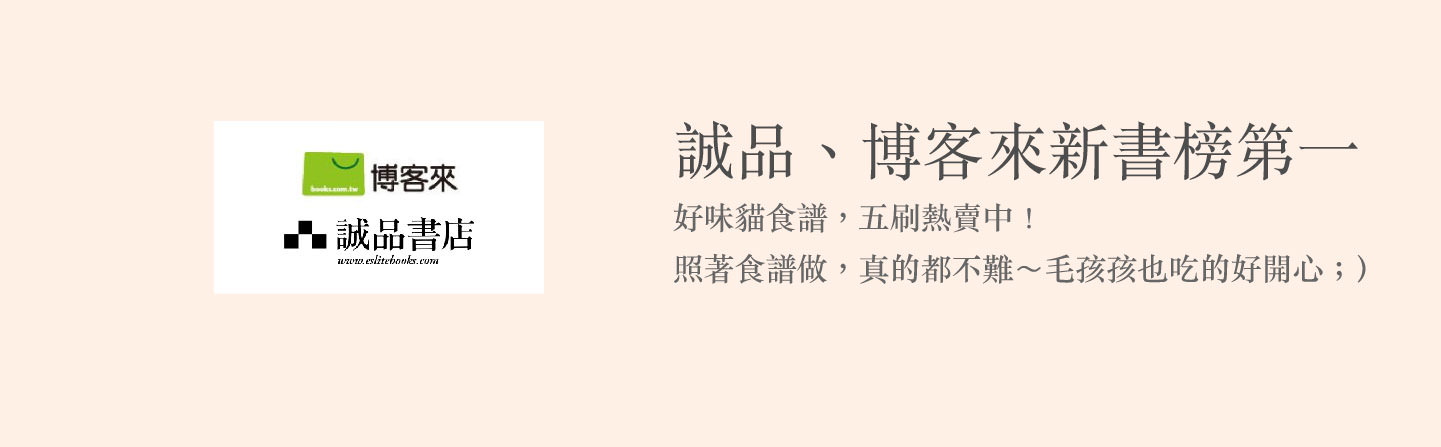 books.com.tw
博客來
誠品書店
www.eslitebooks.com
誠品、博客來新書榜第一
好味貓食譜，五刷熱賣中！
照著食譜做，真的都不難～毛孩孩也吃的好開心；）